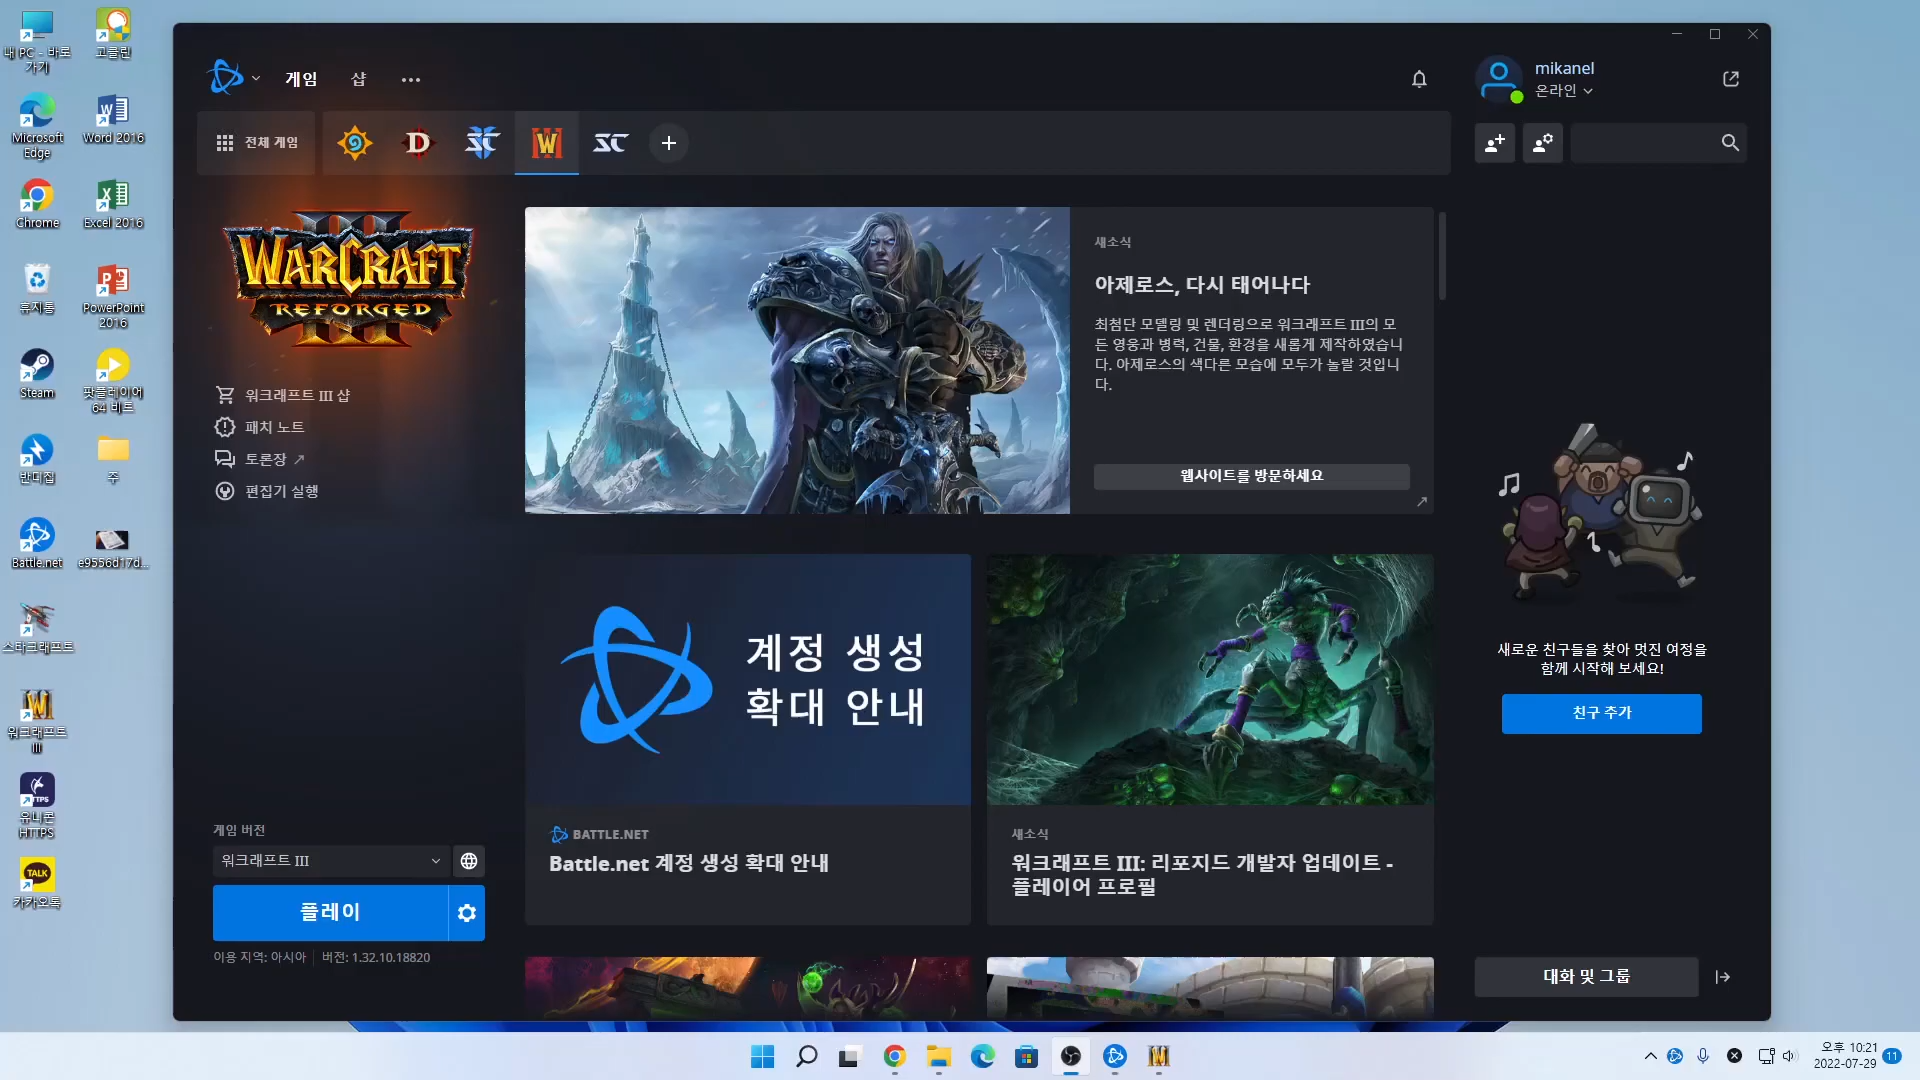 내 PC - 바로
가기
고클린
Microsoft
Edge
Word 2016
Chrome
Excel 2016
휴지통
PowerPoint
2016
Steam
팟플레이어
64 비트
반디집
주
Battle.net
e9556d17d...
스타크래프트
워크래프트
III
유니콘
HTTPS
카카오톡
TALK
게임
샵
mikanel
온라인
전체 게임
WARCRAFT
III
REFORGED
워크래프트 III 샵
패치 노트
토론장
편집기 실행
새소식
아제로스, 다시 태어나다
최첨단 모델링 및 렌더링으로 워크래프트 III의 모
든 영웅과 병력, 건물, 환경을 새롭게 제작하였습니
다. 아제로스의 색다른 모습에 모두가 놀랄 것입니
다.
웹사이트를 방문하세요
계정 생성
확대 안내
BATTLE.NET
Battle.net 계정 생성 확대 안내
새소식
워크래프트 III: 리포지드 개발자 업데이트 -
플레이어 프로필
새로운 친구들을 찾아 멋진 여정을
함께 시작해 보세요!
친구 추가
게임 버전
워크래프트 III
플레이
이용 지역: 아시아
버전: 1.32.10.18820
대화 및 그룹
오후 10:21
2022-07-29
11